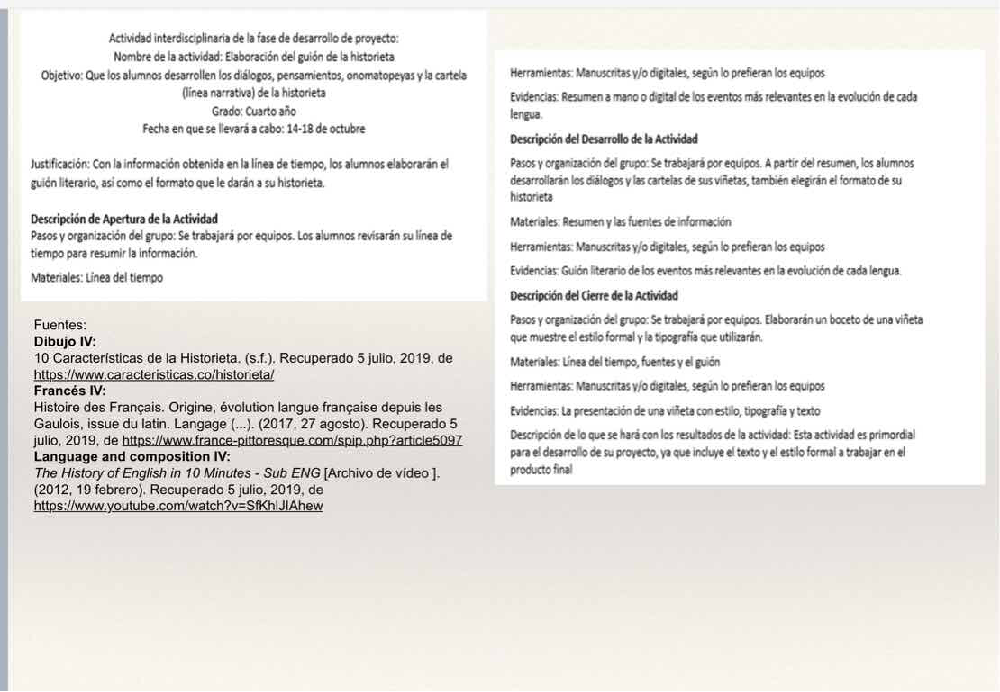 Actividad interdisciplinaria de la fase de desarrollo de proyecto:
Nombre de la actividad: Elaboración del guión de la historieta
Objetivo: Que los alumnos desarrollen los diálogos, pensamientos, onomatopeyas y la cartela
(línea narrativa) de la historieta
Grado: Cuarto año
Fecha en que se llevará a cabo: 14-18 de octubre
Justificación: Con la información obtenida en la línea de tiempo, los alumnos elaborarán el
guión literario, así como el formato que le darán a su historieta.
Descripción de Apertura de la Actividad
Pasos y organización del grupo: Se trabajará por equipos. Los alumnos revisarán su línea de
tiempo para resumir la información.
Materiales: Línea del tiempo
Fuentes:
Dibujo IV:
10 Características de la Historieta. (s.f.). Recuperado 5 julio, 2019, de
https://www.caracteristicas.co/historieta/
Francés IV:
Histoire des Français. Origine, évolution langue française depuis les
Gaulois, issue du latin. Langage (...). (2017, 27 agosto). Recuperado 5
julio, 2019, de https://www.france-pittoresque.com/spip.php?article5097
Language and composition IV:
The History of English in 10 Minutes - Sub ENG [Archivo de vídeo ].
(2012, 19 febrero). Recuperado 5 julio, 2019, de
https://www.youtube.com/watch?v=SfKhlJIAhew
Herramientas: Manuscritas y/o digitales, según lo prefieran los equipos
Evidencias: Resumen a mano o digital de los eventos más relevantes en la evolución de cada
lengua.
Descripción del Desarrollo de la Actividad
Pasos y organización del grupo: Se trabajará por equipos. A partir del resumen, los alumnos
desarrollarán los diálogos y las cartelas de sus viñetas, también elegirán el formato de su
historieta
Materiales: Resumen y las fuentes de información
Herramientas: Manuscritas y/o digitales, según lo prefieran los equipos
Evidencias: Guión literario de los eventos más relevantes en la evolución de cada lengua.
Descripción del Cierre de la Actividad
Pasos y organización del grupo: Se trabajará por equipos. Elaborarán un boceto de una viñeta
que muestre el estilo formal y la tipografía que utilizarán.
Materiales: Línea del tiempo, fuentes y el guión
Herramientas: Manuscritas y/o digitales, según lo prefieran los equipos
Evidencias: La presentación de una viñeta con estilo, tipografía y texto
Descripción de lo que se hará con los resultados de la actividad: Esta actividad es primordial
para el desarrollo de su proyecto, ya que incluye el texto y el estilo formal a trabajar en el
producto final